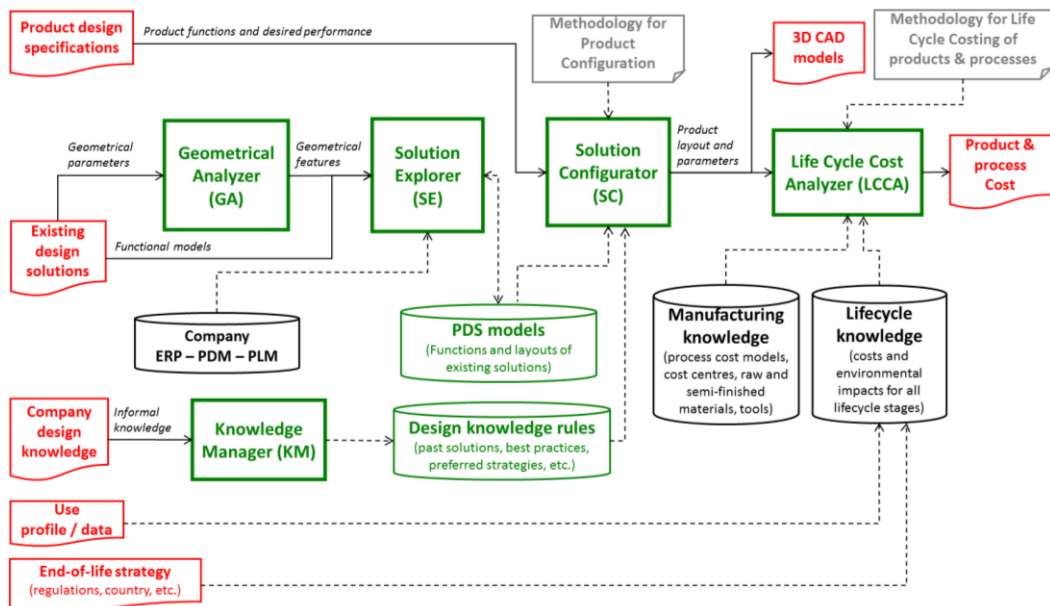 Product design
specifications
Product functions and desired performance
Methodology for
Product
Configuration
3D CAD
models
Methodology for Life
Cycle Costing of
products & processes
Geometrical
parameters
Geometrical
Analyzer
(GA)
Geometrical
features
Solution
Explorer
(SE)
Solution
Configurator
(SC)
Product
layout and
parameters
Life Cycle Cost
Analyzer (LCCA)
Product &
process
Cost
Existing
design
solutions
Functional models
Company
ERP – PDM – PLM
PDS models
(Functions and layouts of
existing solutions)
Manufacturing
knowledge
(process cost models,
cost centres, raw and
semi-finished
materials, tools)
Lifecycle
knowledge
(costs and
environmental
impacts for all
lifecycle stages)
Company
design
knowledge
Informal
knowledge
Knowledge
Manager (KM)
Design knowledge rules
(past solutions, best practices,
preferred strategies, etc.)
Use
profile / data
End-of-life strategy
(regulations, country, etc.)